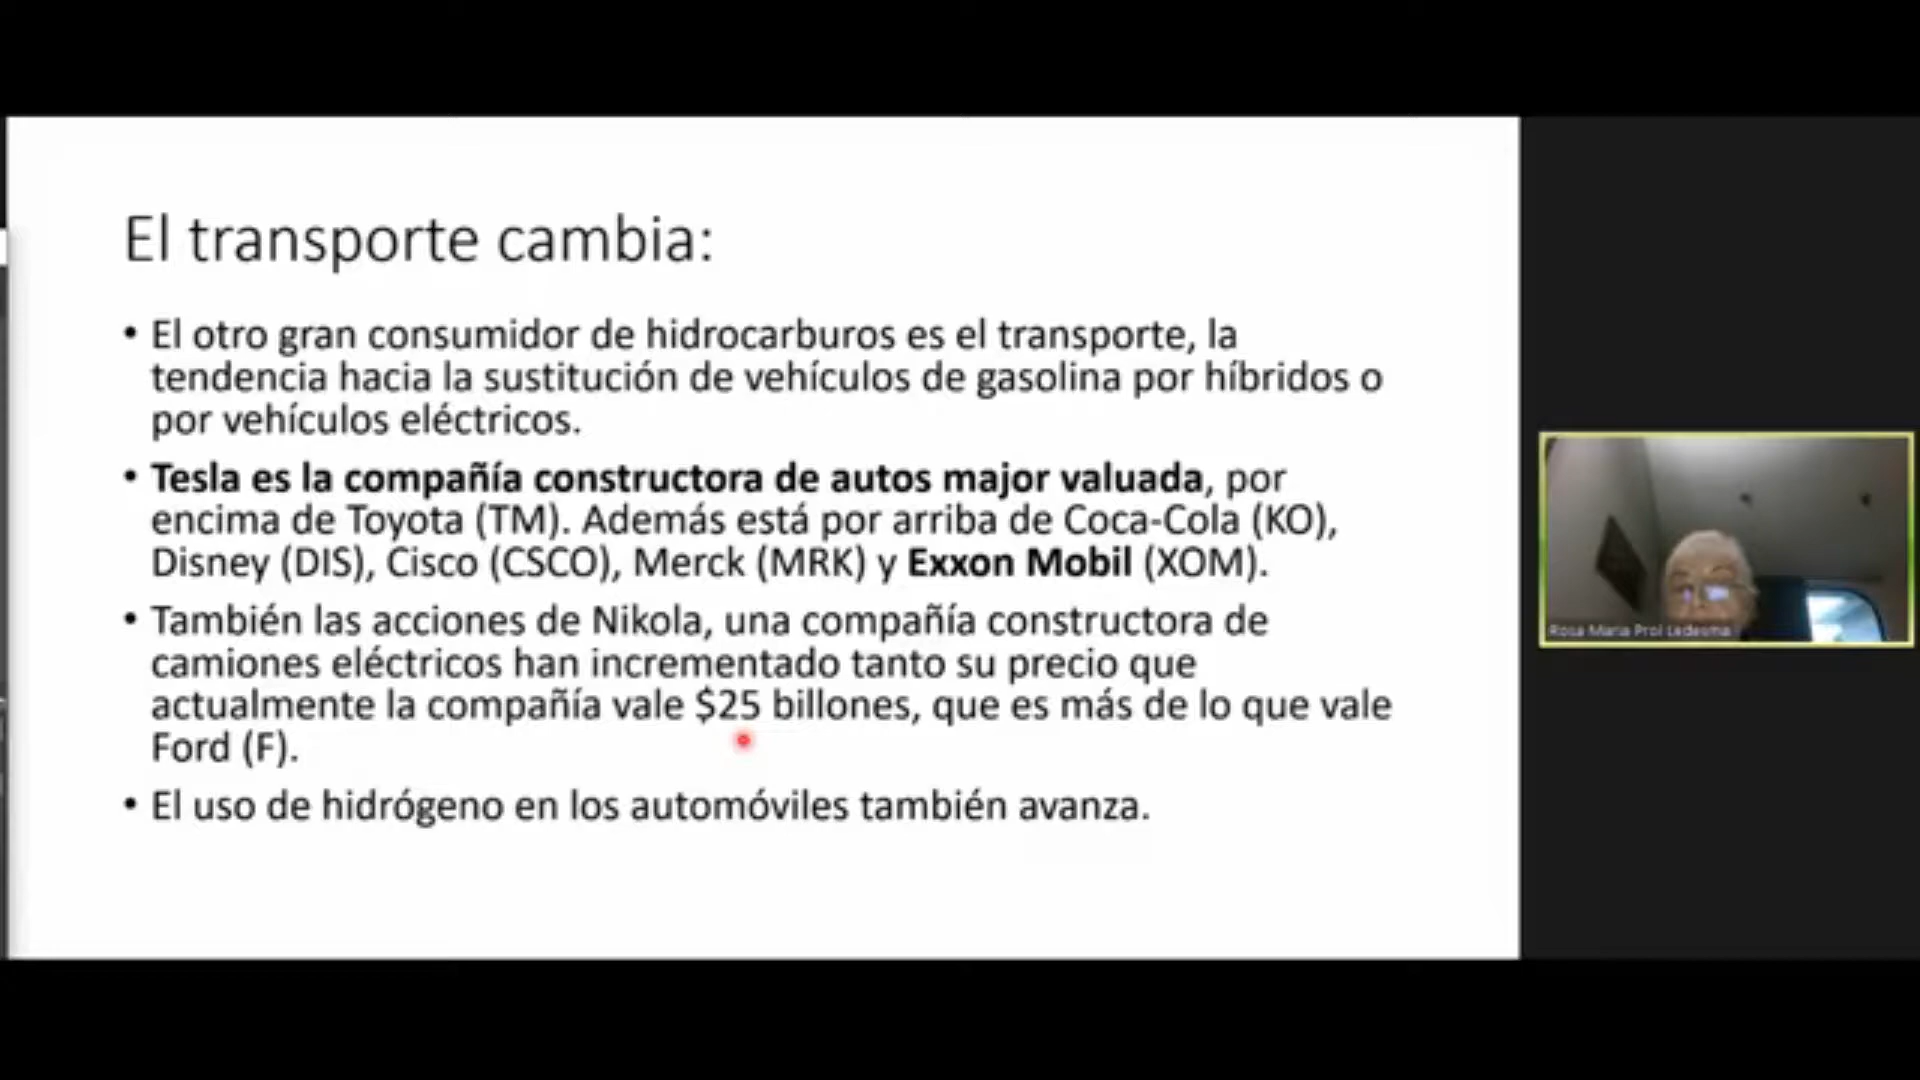 El transporte cambia:
• El otro gran consumidor de hidrocarburos es el transporte, la
tendencia hacia la sustitución de vehículos de gasolina por híbridos o
por vehículos eléctricos.
• Tesla es la compañía constructora de autos major valuada, por
encima de Toyota (TM). Además está por arriba de Coca-Cola (KO),
Disney (DIS), Cisco (CSCO), Merck (MRK) y Exxon Mobil (XOM).
• También las acciones de Nikola, una compañía constructora de
camiones eléctricos han incrementado tanto su precio que
actualmente la compañía vale $25 billones, que es más de lo que vale
Ford (F).
• El uso de hidrógeno en los automóviles también avanza.
Rosa Maria Prol Ledesma